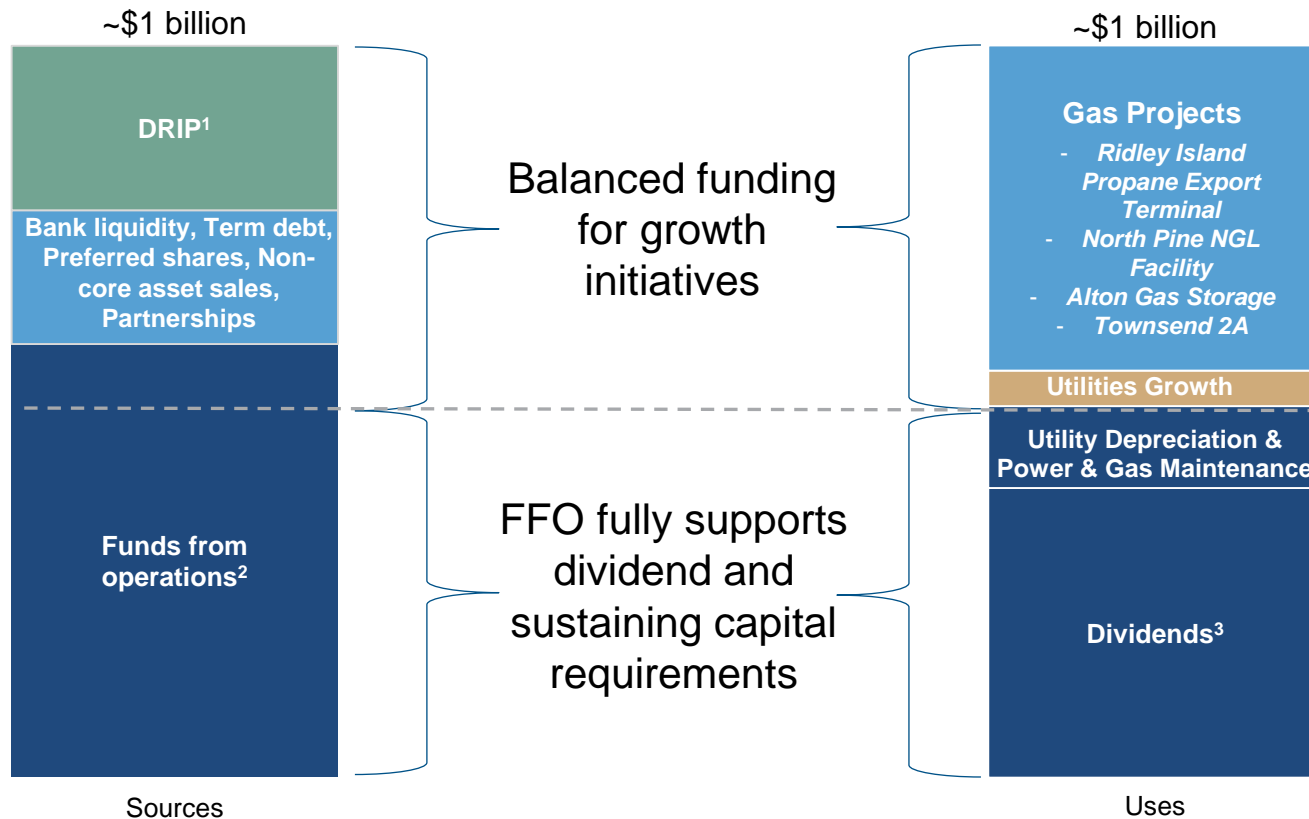 ~$1 billion
DRIP1
Bank liquidity, Term debt,
Preferred shares, Non-
core asset sales,
Partnerships
Funds from
operations2
Sources
Balanced funding
for growth
initiatives
FFO fully supports
dividend and
sustaining capital
requirements
~$1 billion
Gas Projects
- Ridley Island
Propane Export
Terminal
- North Pine NGL
Facility
- Alton Gas Storage
- Townsend 2A
Utilities Growth
Utility Depreciation &
Power & Gas Maintenance
Dividends3
Uses